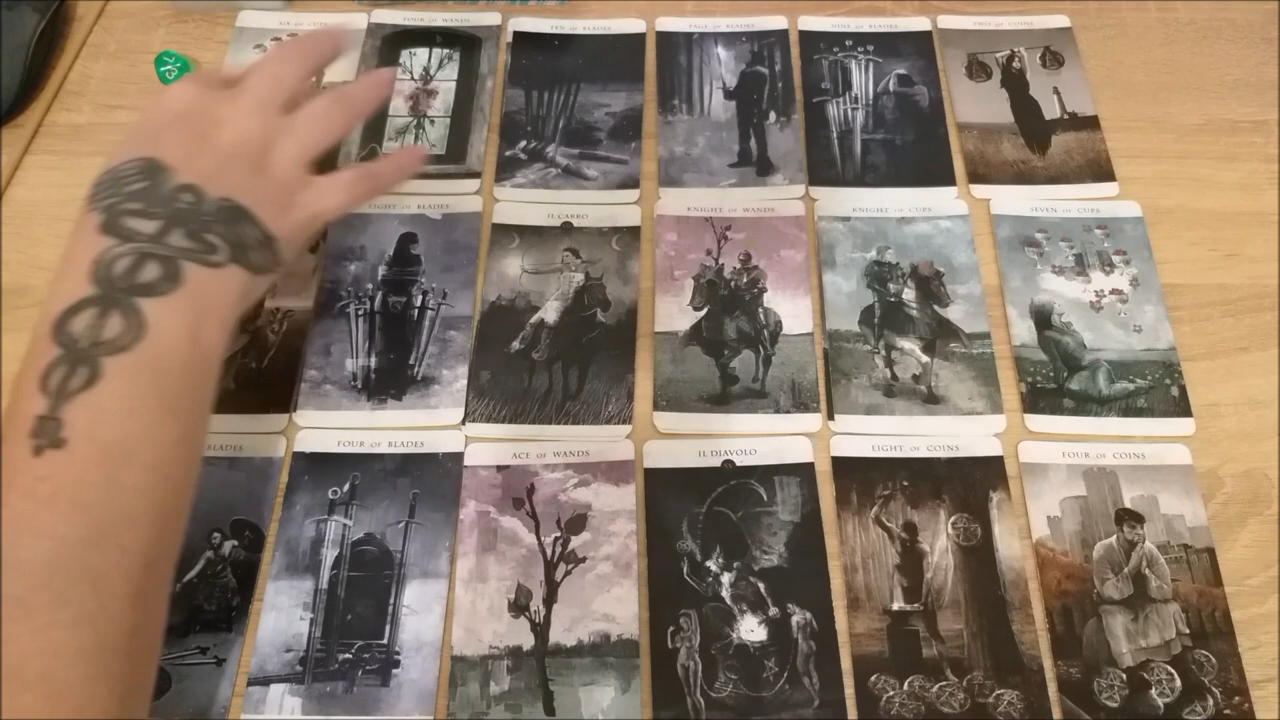 SIX OF CUPS
FOUR OF WANDS
TEN OF BLADES
PAGE OF BLADES
NINE OF BLADES
TWO OF COINS
EIGHT OF BLADES
IL CARRO
KNIGHT OF WANDS
KNIGHT OF CUPS
SEVEN OF CUPS
BLADES
FOUR OF BLADES
ACE OF WANDS
IL DIAVOLO
EIGHT OF COINS
FOUR OF COINS